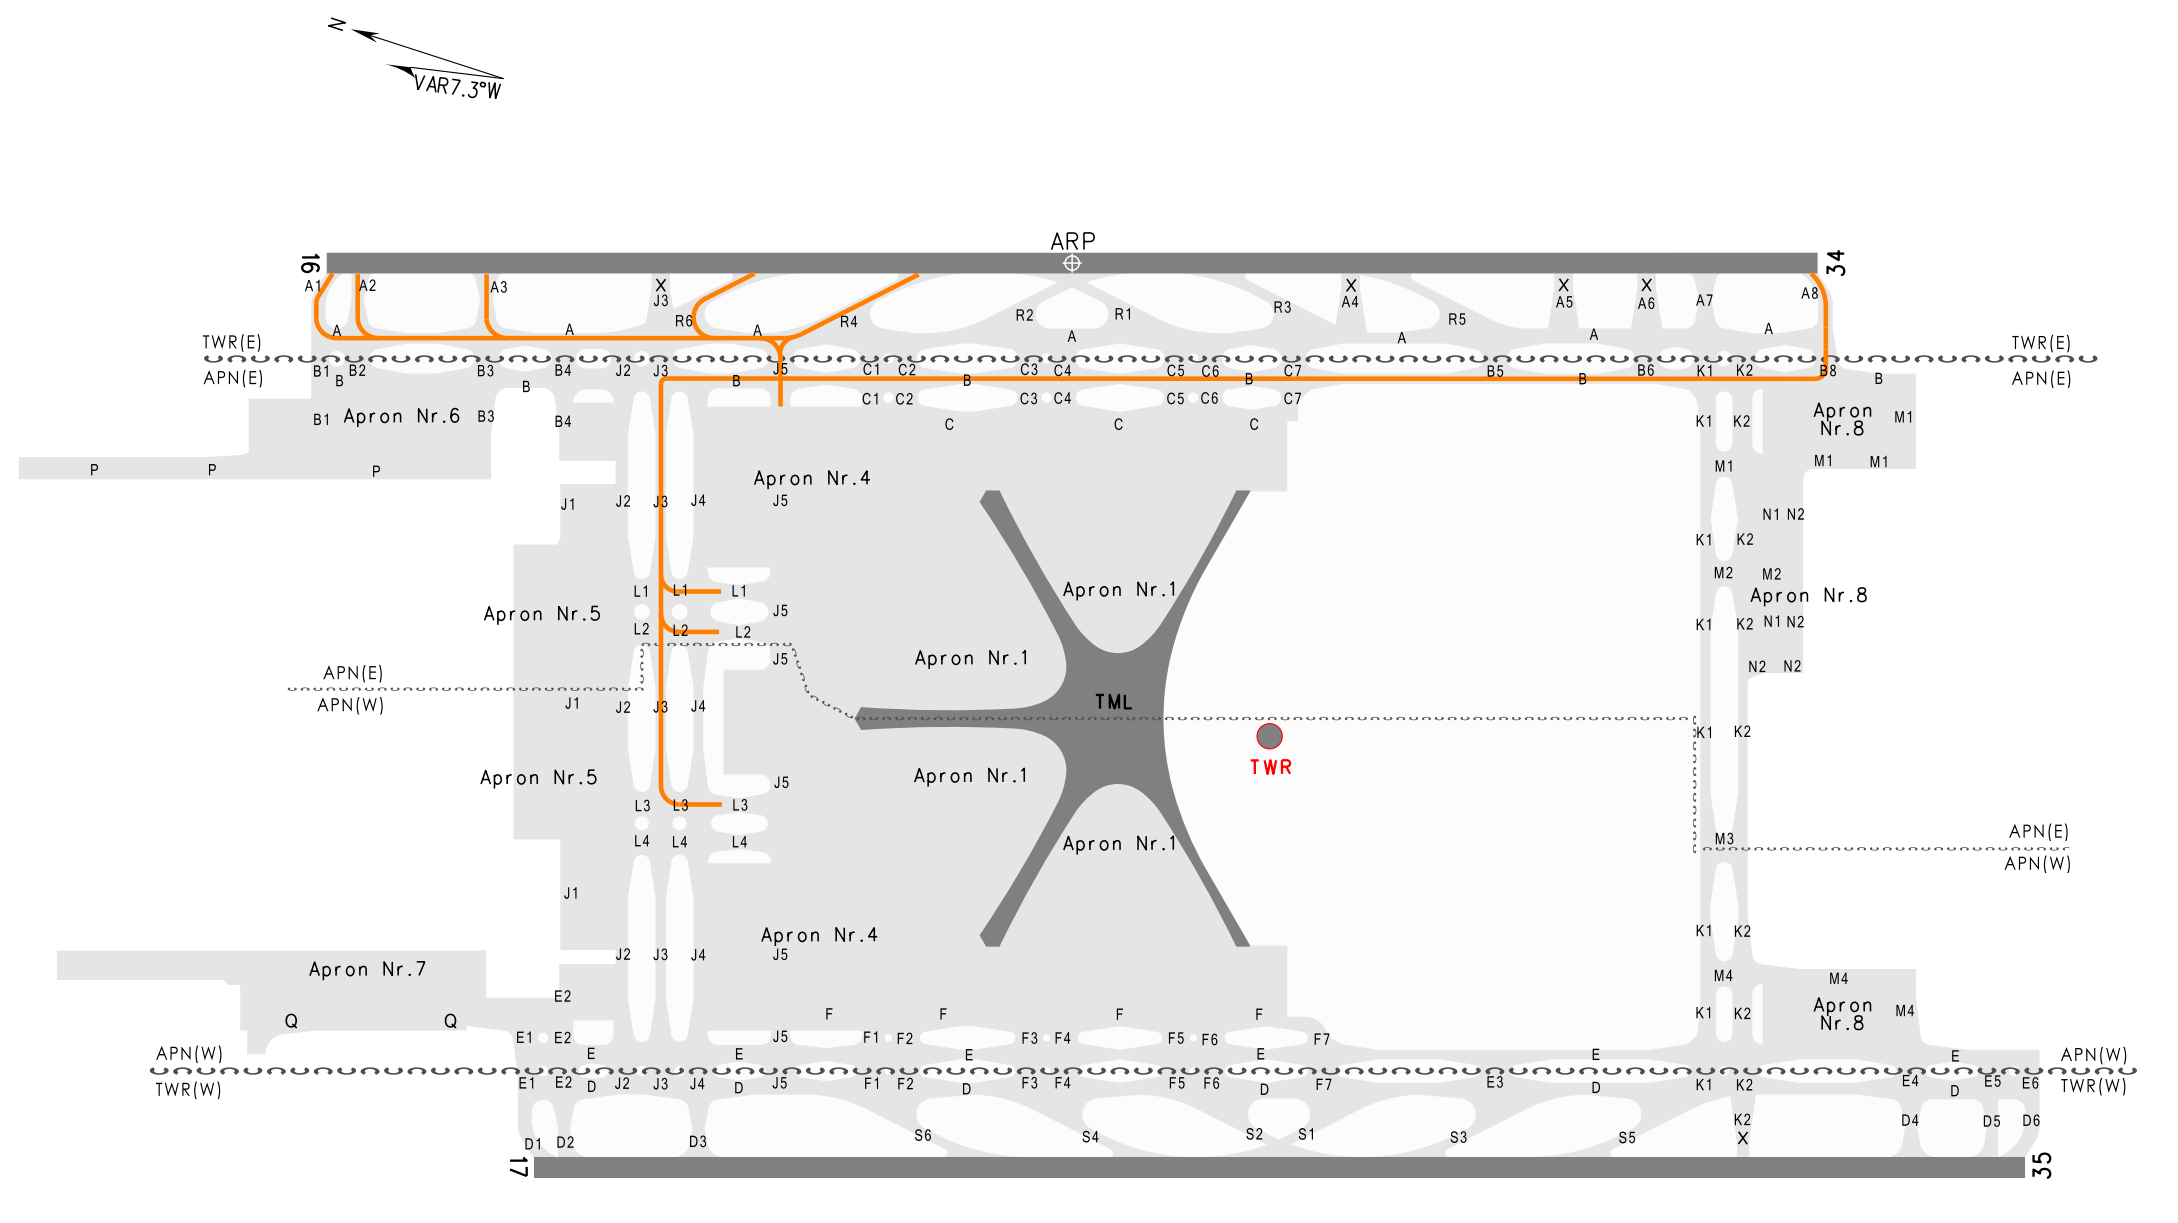 N
VAR7.3°W
ARP
16
34
A1 A2 A3 X A8
J3 X X X
A4 A5 A6 A7
R6 R4 R2 R1 R3 R5
A A A A A A A
TWR(E) TWR(E)
B1 B2 B3 B4 J2 J3 J5 C1 C2 C3 C4 C5 C6 C7 B5 B6 K1 K2 B8
APN(E) B B B B B B B APN(E)
C1 C2 C3 C4 C5 C6 C7
B1 Apron Nr.6 B3 B4 C C C K1 K2 Apron Nr.8 M1
P P P M1 M1 M1
Apron Nr.4
J1 J2 J3 J4 J5 N1 N2
K1 K2
M2 M2
L1 L1 L1 Apron Nr.1 Apron Nr.8
Apron Nr.5 J5
L2 L2 L2 K1 K2 N1 N2
J5 Apron Nr.1 N2 N2
APN(E)
APN(W) J1 J2 J3 J4 TML
K1 K2
TWR
Apron Nr.5 J5 Apron Nr.1
L3 L3 L3
L4 L4 L4 Apron Nr.1 M3 APN(E)
APN(W)
J1
Apron Nr.4 K1 K2
J2 J3 J4 J5
Apron Nr.7 M4 M4
E2 Apron Nr.8 M4
Q Q F F F F K1 K2
E1 E2 J5 F1 F2 F3 F4 F5 F6 F7
APN(W) E E E E E E APN(W)
TWR(W) E1 E2 D J2 J3 J4 D J5 F1 F2 D F3 F4 F5 F6 D F7 E3 D K1 K2 E4 D E5 E6 TWR(W)
D1 D2 D3 S6 S4 S2 S1 S3 S5 K2 D4 D5 D6
X
17
35